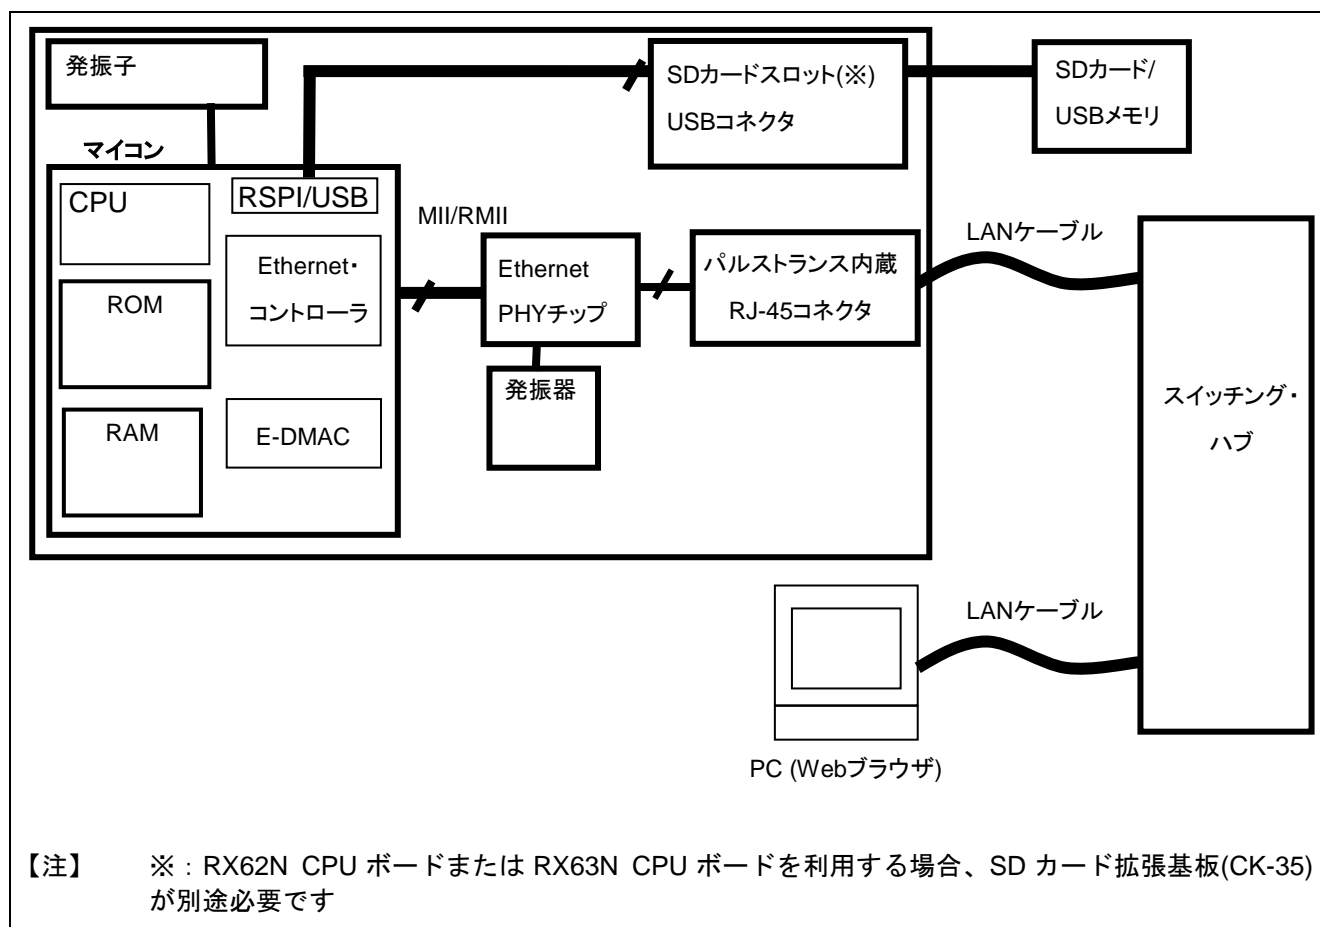 発振子
SDカードスロット(※)
USBコネクタ
SDカード/
USBメモリ
マイコン
CPU
RSPI/USB
MII/RMII
LANケーブル
Ethernet・
コントローラ
Ethernet
PHYチップ
パルストランス内蔵
RJ-45コネクタ
ROM
発振器
スイッチング・
ハブ
RAM
E-DMAC
LANケーブル
PC (Webブラウザ)
【注】 ※ : RX62N CPU ボードまたは RX63N CPU ボードを利用する場合、SD カード拡張基板(CK-35)
が別途必要です